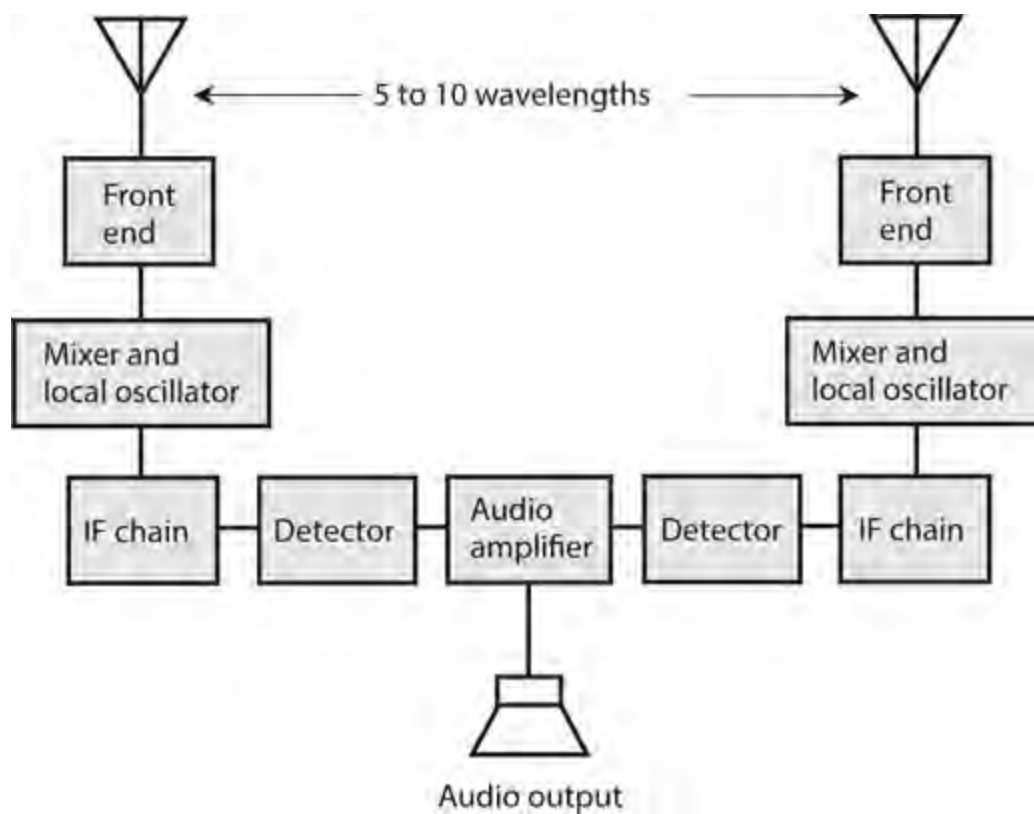 5 to 10 wavelengths
Front
end
Front
end
Mixer and
local oscillator
Mixer and
local oscillator
IF chain
Detector
Audio
amplifier
Detector
IF chain
Audio output